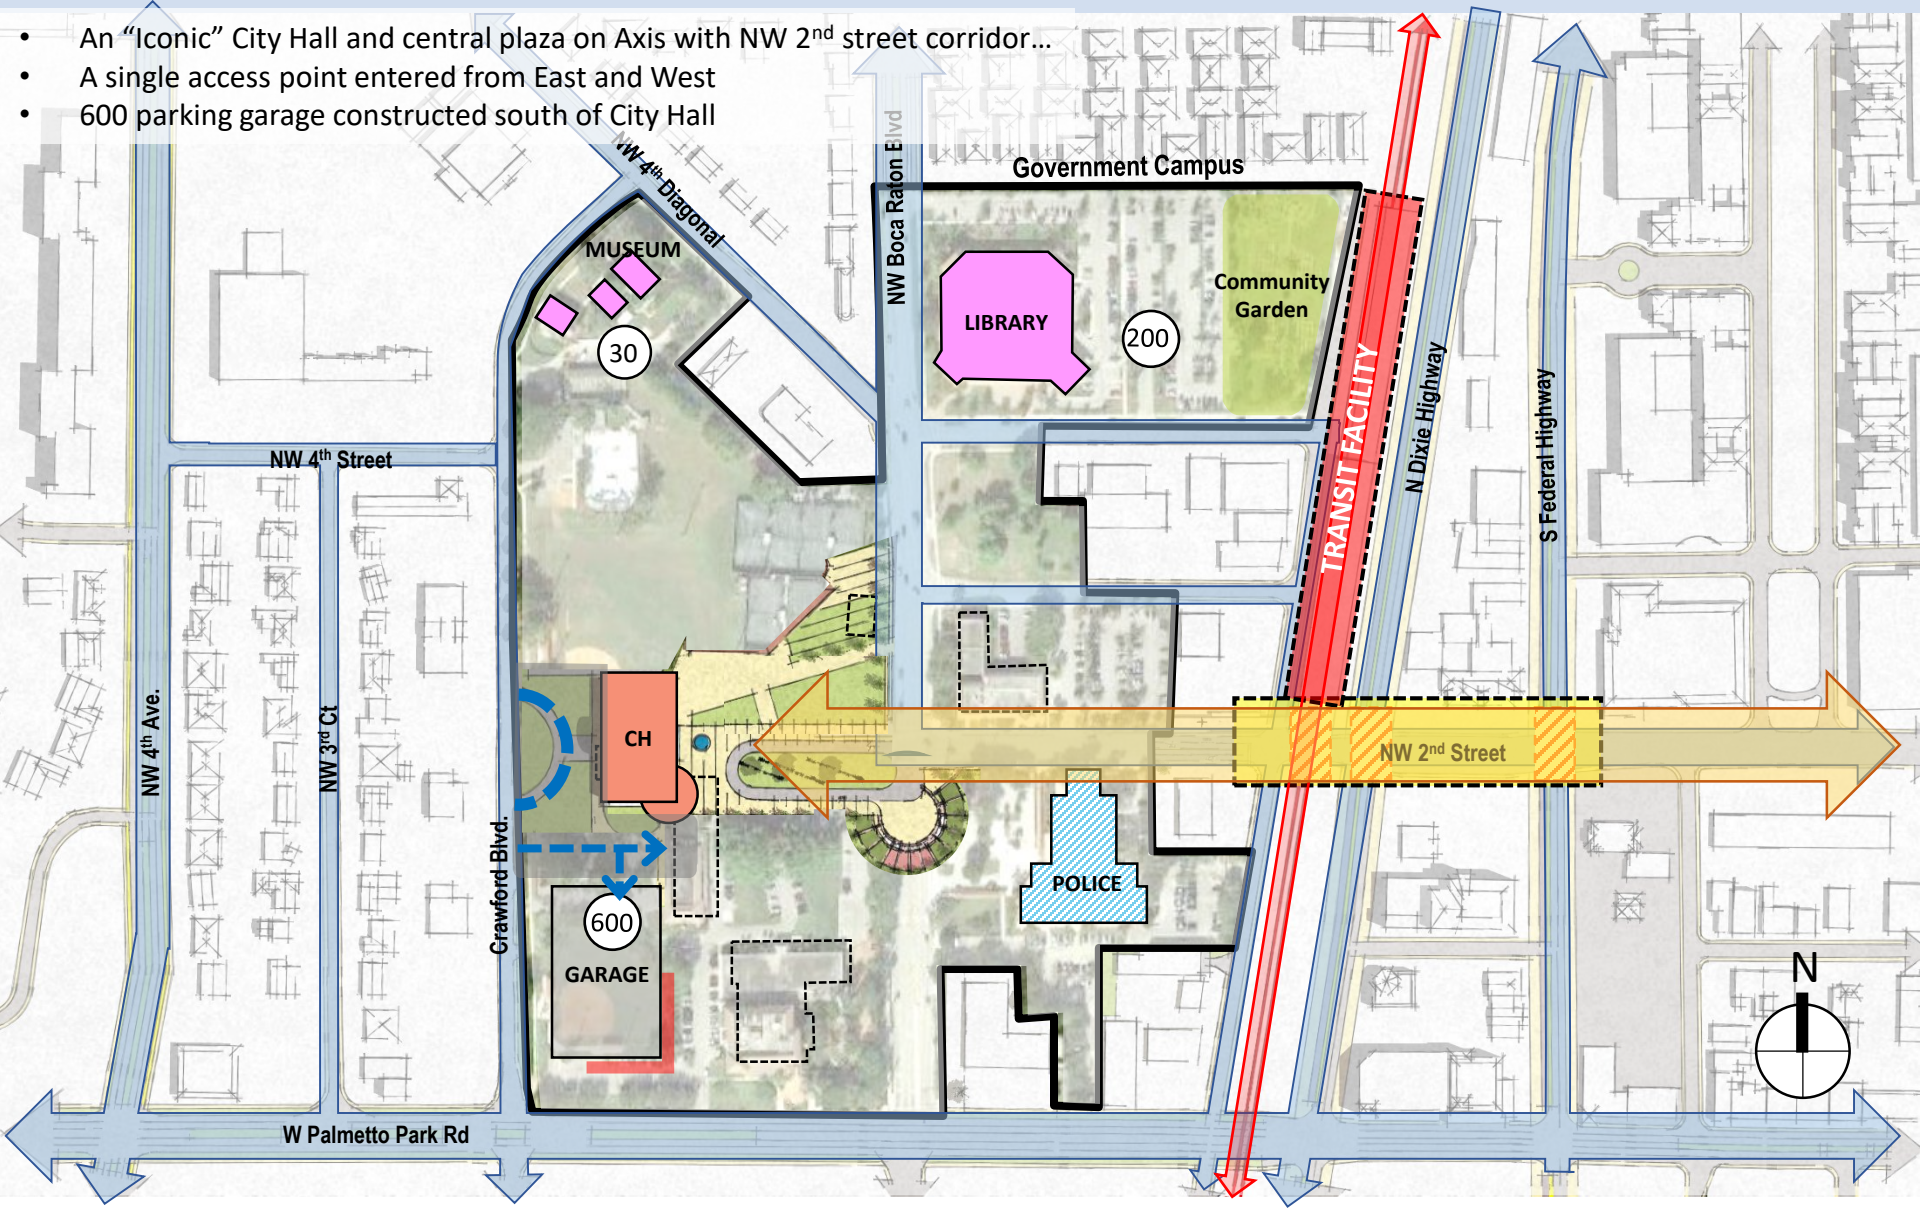 • An “Iconic” City Hall and central plaza on Axis with NW 2nd street corridor…
• A single access point entered from East and West
• 600 parking garage constructed south of City Hall
NW 4th Diagonal
NW Boca Raton Blvd
Government Campus
MUSEUM
30
LIBRARY
200
Community
Garden
TRANSIT FACILITY
N Dixie Highway
S Federal Highway
NW 4th Street
NW 4th Ave.
NW 3rd Ct
Crawford Blvd.
CH
NW 2nd Street
POLICE
600
GARAGE
N
W Palmetto Park Rd